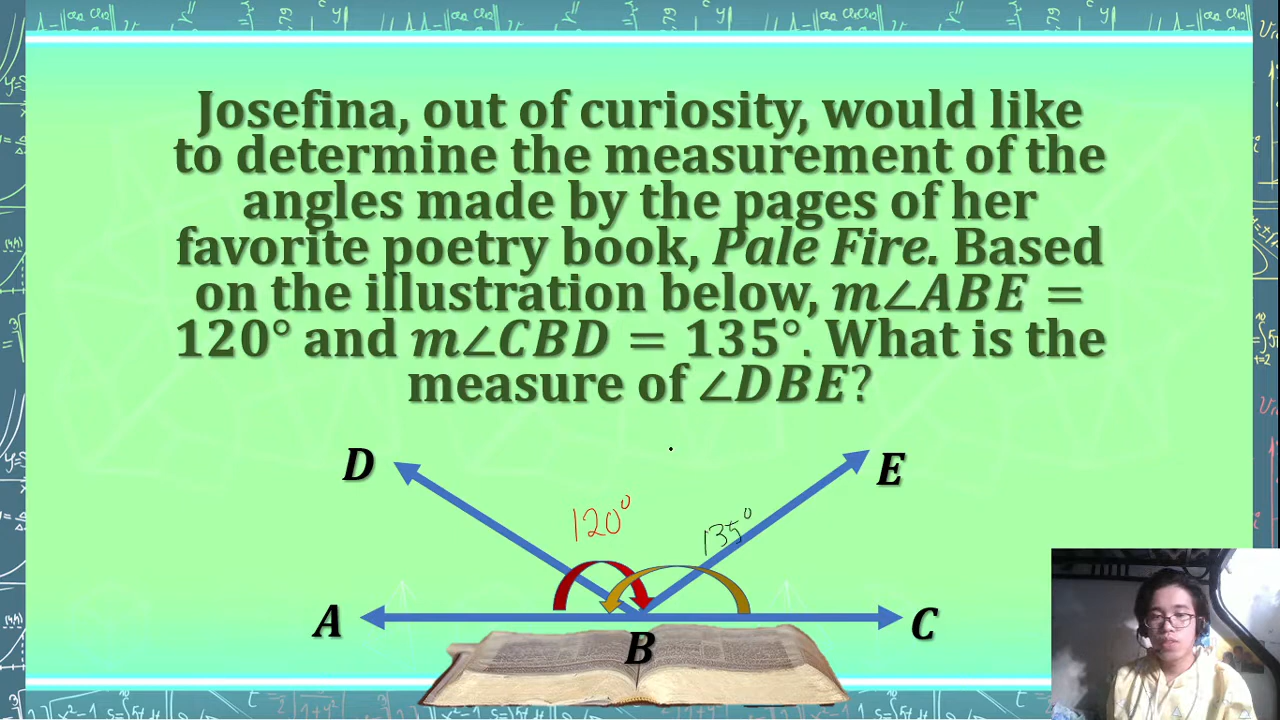 Josefina, out of curiosity, would like
to determine the measurement of the
angles made by the pages of her
favorite poetry book, Pale Fire. Based
on the illustration below, m∠ABE =
120° and m∠CBD = 135°. What is the
measure of ∠DBE?
D
E
120°
135°
A
B
C